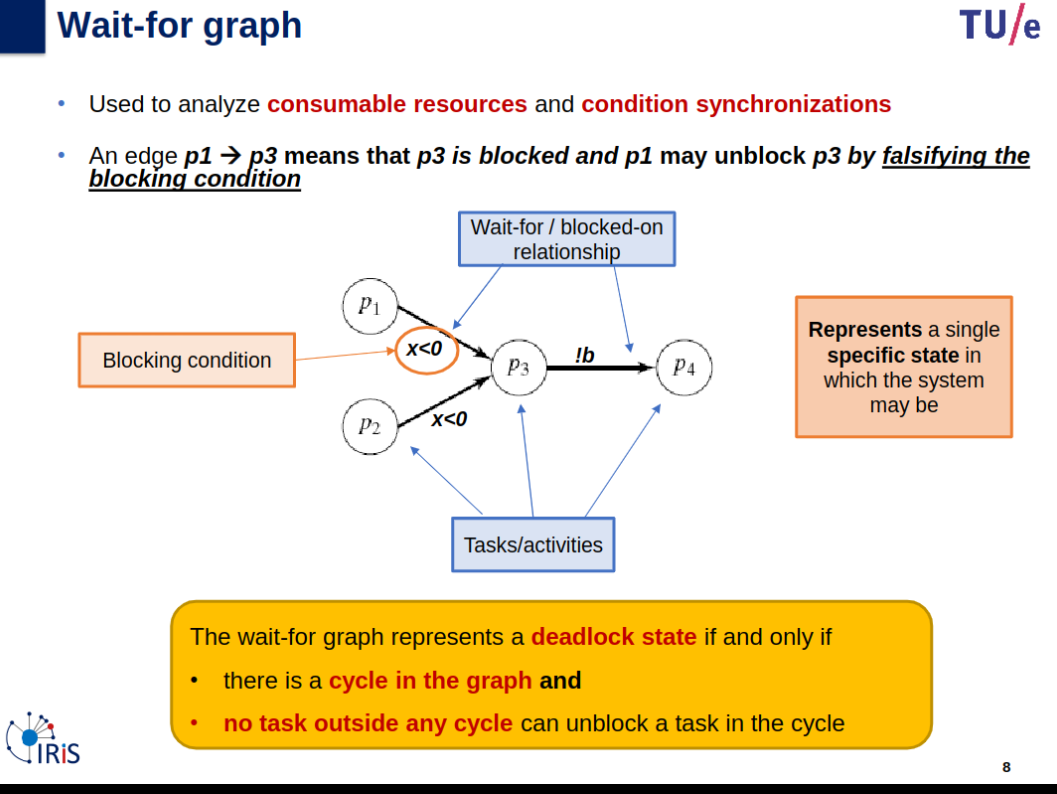 Wait-for graph
TU/e
• Used to analyze consumable resources and condition synchronizations
• An edge p1 → p3 means that p3 is blocked and p1 may unblock p3 by falsifying the
blocking condition
Wait-for / blocked-on
relationship
p1
Blocking condition
x<0
p3
!b
p4
Represents a single
specific state in
which the system
may be
p2
x<0
Tasks/activities
The wait-for graph represents a deadlock state if and only if
• there is a cycle in the graph and
• no task outside any cycle can unblock a task in the cycle
IRiS
8